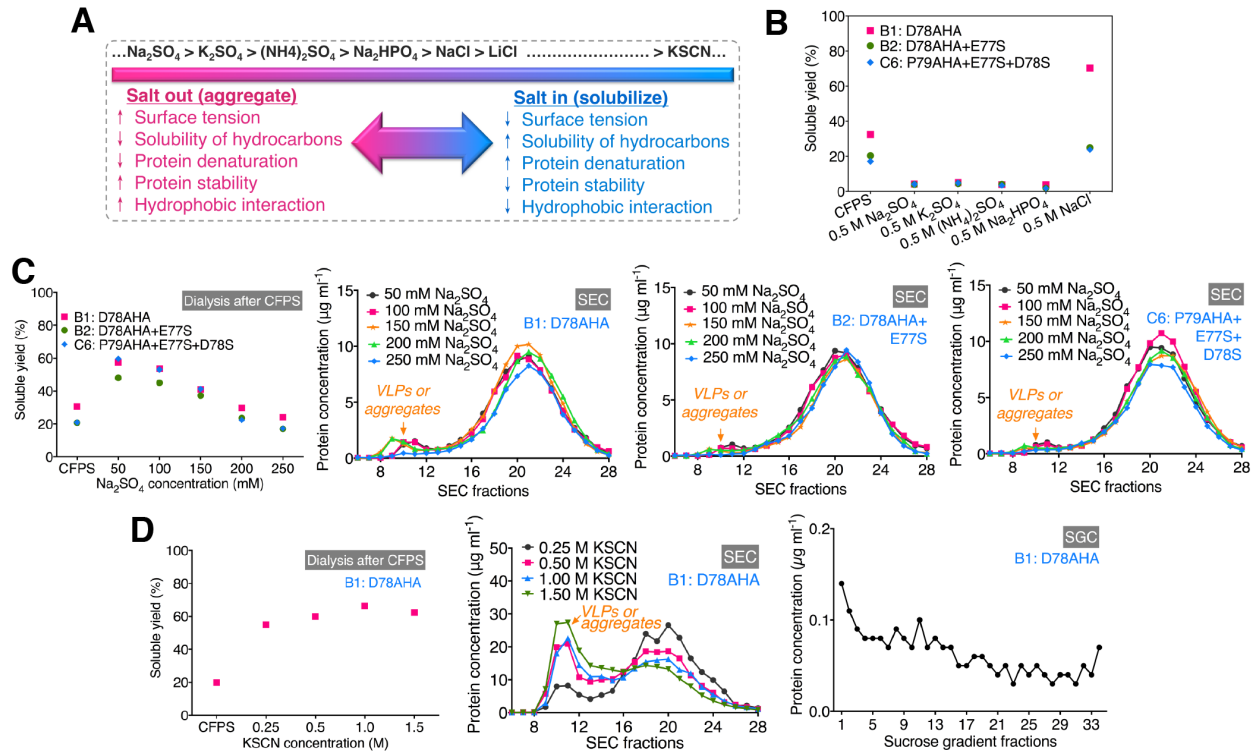 A
...Na2SO4 > K2SO4 > (NH4)2SO4 > Na2HPO4 > NaCl > LiCl ............................ > KSCN...
Salt out (aggregate)
↑ Surface tension
↓ Solubility of hydrocarbons
↓ Protein denaturation
↑ Protein stability
↑ Hydrophobic interaction
Salt in (solubilize)
↓ Surface tension
↑ Solubility of hydrocarbons
↑ Protein denaturation
↓ Protein stability
↓ Hydrophobic interaction
B
Soluble yield (%)
100
80
60
40
20
0
B1: D78AHA
B2: D78AHA+E77S
C6: P79AHA+E77S+D78S
CFPS
0.5 M Na2SO4
0.5 M K2SO4
0.5 M (NH4)2SO4
0.5 M Na2HPO4
0.5 M NaCl
C
Soluble yield (%)
100
80
60
40
20
0
Dialysis after CFPS
B1: D78AHA
B2: D78AHA+E77S
C6: P79AHA+E77S+D78S
CFPS 50 100 150 200 250
Na2SO4 concentration (mM)
Protein concentration (µg ml-1)
15
10
5
0
50 mM Na2SO4
100 mM Na2SO4
150 mM Na2SO4
200 mM Na2SO4
250 mM Na2SO4
SEC
B1: D78AHA
VLPs or
aggregates
8 12 16 20 24 28
SEC fractions
Protein concentration (µg ml-1)
15
10
5
0
50 mM Na2SO4
100 mM Na2SO4
150 mM Na2SO4
200 mM Na2SO4
250 mM Na2SO4
SEC
B2: D78AHA+
E77S
VLPs or
aggregates
8 12 16 20 24 28
SEC fractions
Protein concentration (µg ml-1)
15
10
5
0
50 mM Na2SO4
100 mM Na2SO4
150 mM Na2SO4
200 mM Na2SO4
250 mM Na2SO4
SEC
C6: P79AHA+
E77S+
D78S
VLPs or
aggregates
8 12 16 20 24 28
SEC fractions
D
Soluble yield (%)
100
80
60
40
20
0
Dialysis after CFPS
B1: D78AHA
CFPS 0.25 0.5 1.0 1.5
KSCN concentration (M)
Protein concentration (µg ml-1)
50
40
30
20
10
0
0.25 M KSCN
0.50 M KSCN
1.00 M KSCN
1.50 M KSCN
SEC
B1: D78AHA
VLPs or
aggregates
8 12 16 20 24 28
SEC fractions
Protein concentration (µg ml-1)
0.2
0.1
0.0
SGC
B1: D78AHA
1 5 9 13 17 21 25 29 33
Sucrose gradient fractions